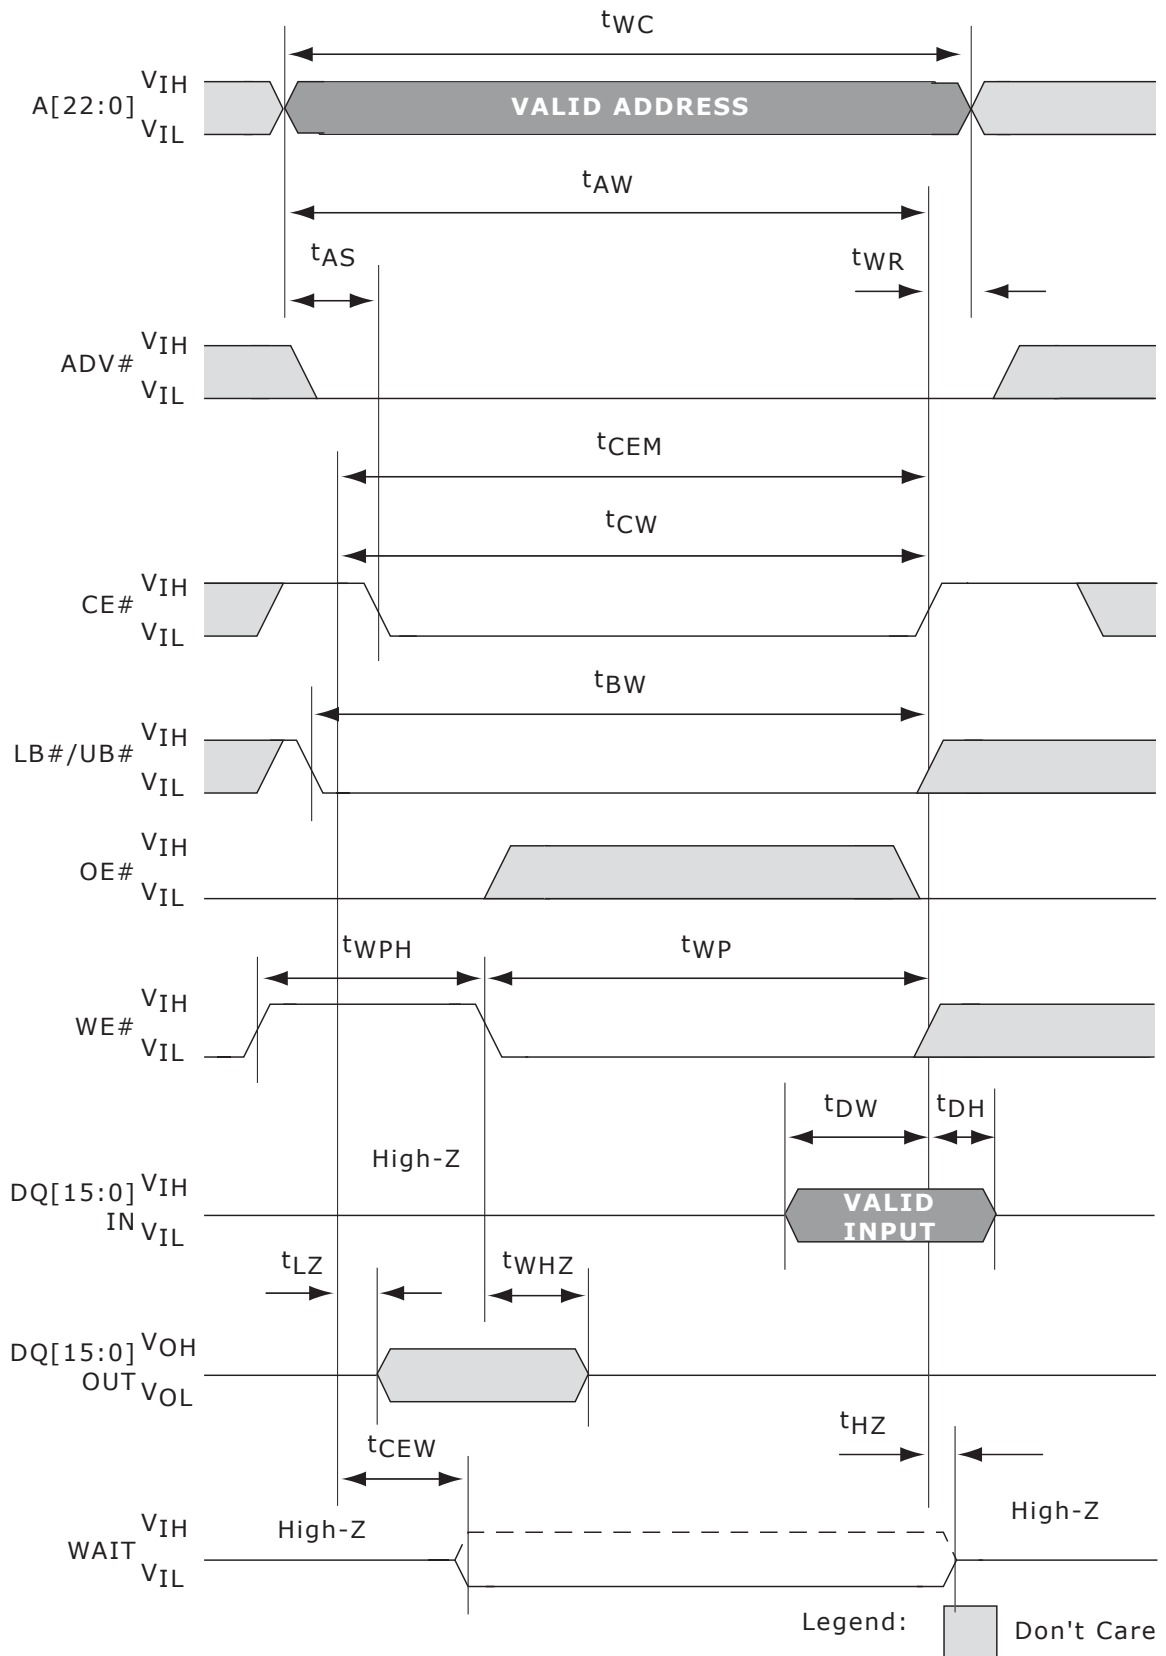 tWC
VIH
A[22:0]
VALID ADDRESS
VIL
tAW
tAS
tWR
VIH
ADV#
VIL
tCEM
tCW
VIH
CE#
VIL
tBW
VIH
LB#/UB#
VIL
VIH
OE#
VIL
tWPH
tWP
VIH
WE#
VIL
tDW
tDH
High-Z
DQ[15:0] VIH
IN VIL
VALID
INPUT
tLZ
tWHZ
DQ[15:0] VOH
OUT VOL
tHZ
tCEW
High-Z
VIH
High-Z
WAIT
VIL
Legend:
Don't Care